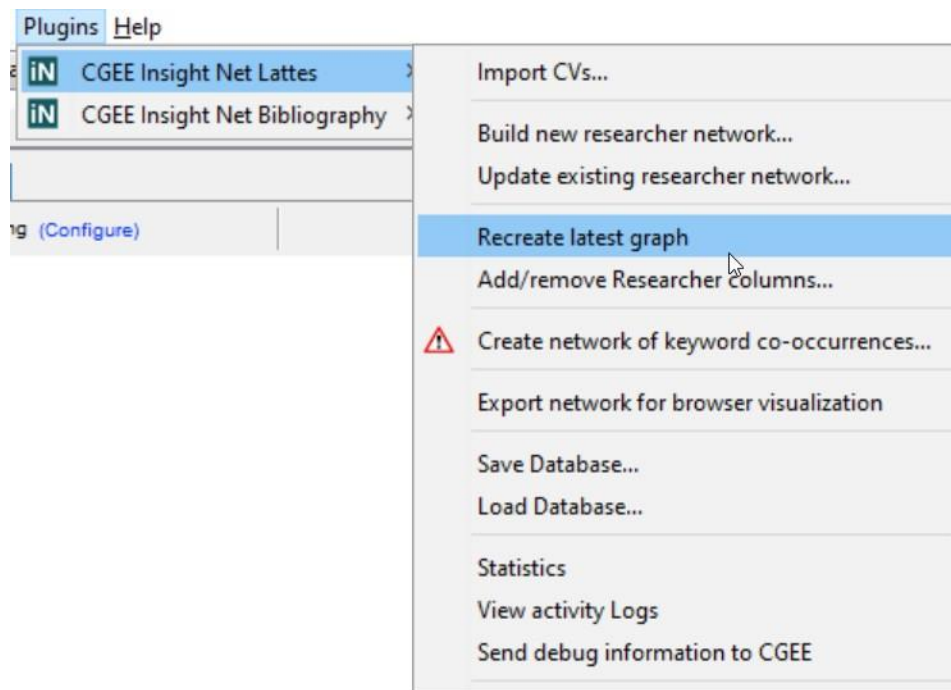 Plugins Help
iN CGEE Insight Net Lattes
iN CGEE Insight Net Bibliography
(Configure)
Import CVs...
Build new researcher network...
Update existing researcher network...
Recreate latest graph
Add/remove Researcher columns...
Create network of keyword co-occurrences...
Export network for browser visualization
Save Database...
Load Database...
Statistics
View activity Logs
Send debug information to CGEE